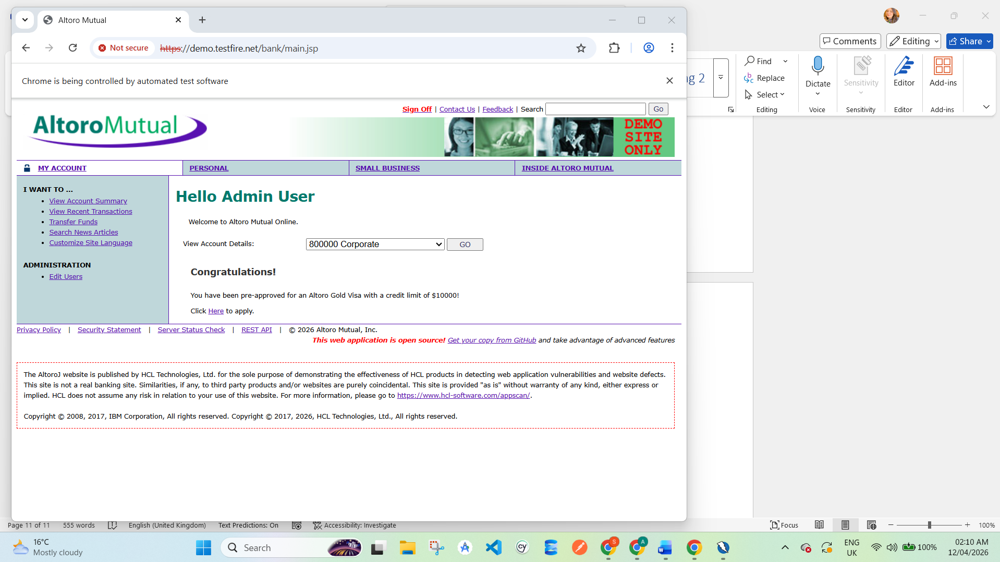 Altoro Mutual
Not secure
https://demo.testfire.net/bank/main.jsp
Chrome is being controlled by automated test software
Comments
Editing
Share
Find
Replace
Select
Editing
Dictate
Voice
Sensitivity
Sensitivity
Editor
Editor
Add-ins
Add-ins
ng 2
Sign Off | Contact Us | Feedback | Search
Go
AltoroMutual
DEMO
SITE
ONLY
MY ACCOUNT
PERSONAL
SMALL BUSINESS
INSIDE ALTORO MUTUAL
I WANT TO ...
View Account Summary
View Recent Transactions
Transfer Funds
Search News Articles
Customize Site Language
ADMINISTRATION
Edit Users
Hello Admin User
Welcome to Altoro Mutual Online.
View Account Details:
800000 Corporate
GO
Congratulations!
You have been pre-approved for an Altoro Gold Visa with a credit limit of $10000!
Click Here to apply.
Privacy Policy | Security Statement | Server Status Check | REST API | © 2026 Altoro Mutual, Inc.
This web application is open source! Get your copy from GitHub and take advantage of advanced features
The AltoroJ website is published by HCL Technologies, Ltd. for the sole purpose of demonstrating the effectiveness of HCL products in detecting web application vulnerabilities and website defects.
This site is not a real banking site. Similarities, if any, to third party products and/or websites are purely coincidental. This site is provided "as is" without warranty of any kind, either express or
implied. HCL does not assume any risk in relation to your use of this website. For more information, please go to https://www.hcl-software.com/appscan/.
Copyright © 2008, 2017, IBM Corporation, All rights reserved. Copyright © 2017, 2026, HCL Technologies, Ltd., All rights reserved.
Page 11 of 11
555 words
English (United Kingdom)
Text Predictions: On
Accessibility: Investigate
Focus
100%
16°C
Mostly cloudy
Search
cy
S
A
W
ENG
UK
100%
02:10 AM
12/04/2026